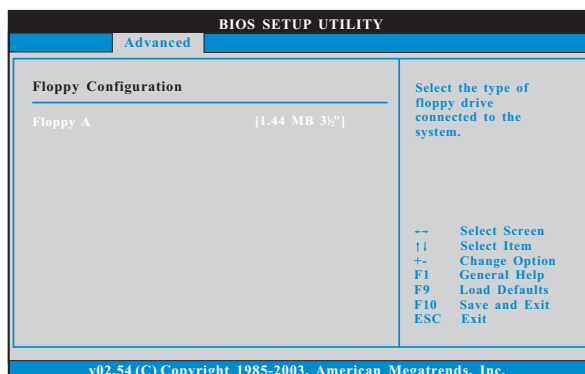 BIOS SETUP UTILITY
Advanced
Floppy Configuration
Floppy A [1.44 MB 3½"]
Select the type of
floppy drive
connected to the
system.
←→ Select Screen
↑↓ Select Item
+- Change Option
F1 General Help
F9 Load Defaults
F10 Save and Exit
ESC Exit
v02.54 (C) Copyright 1985-2003, American Megatrends, Inc.